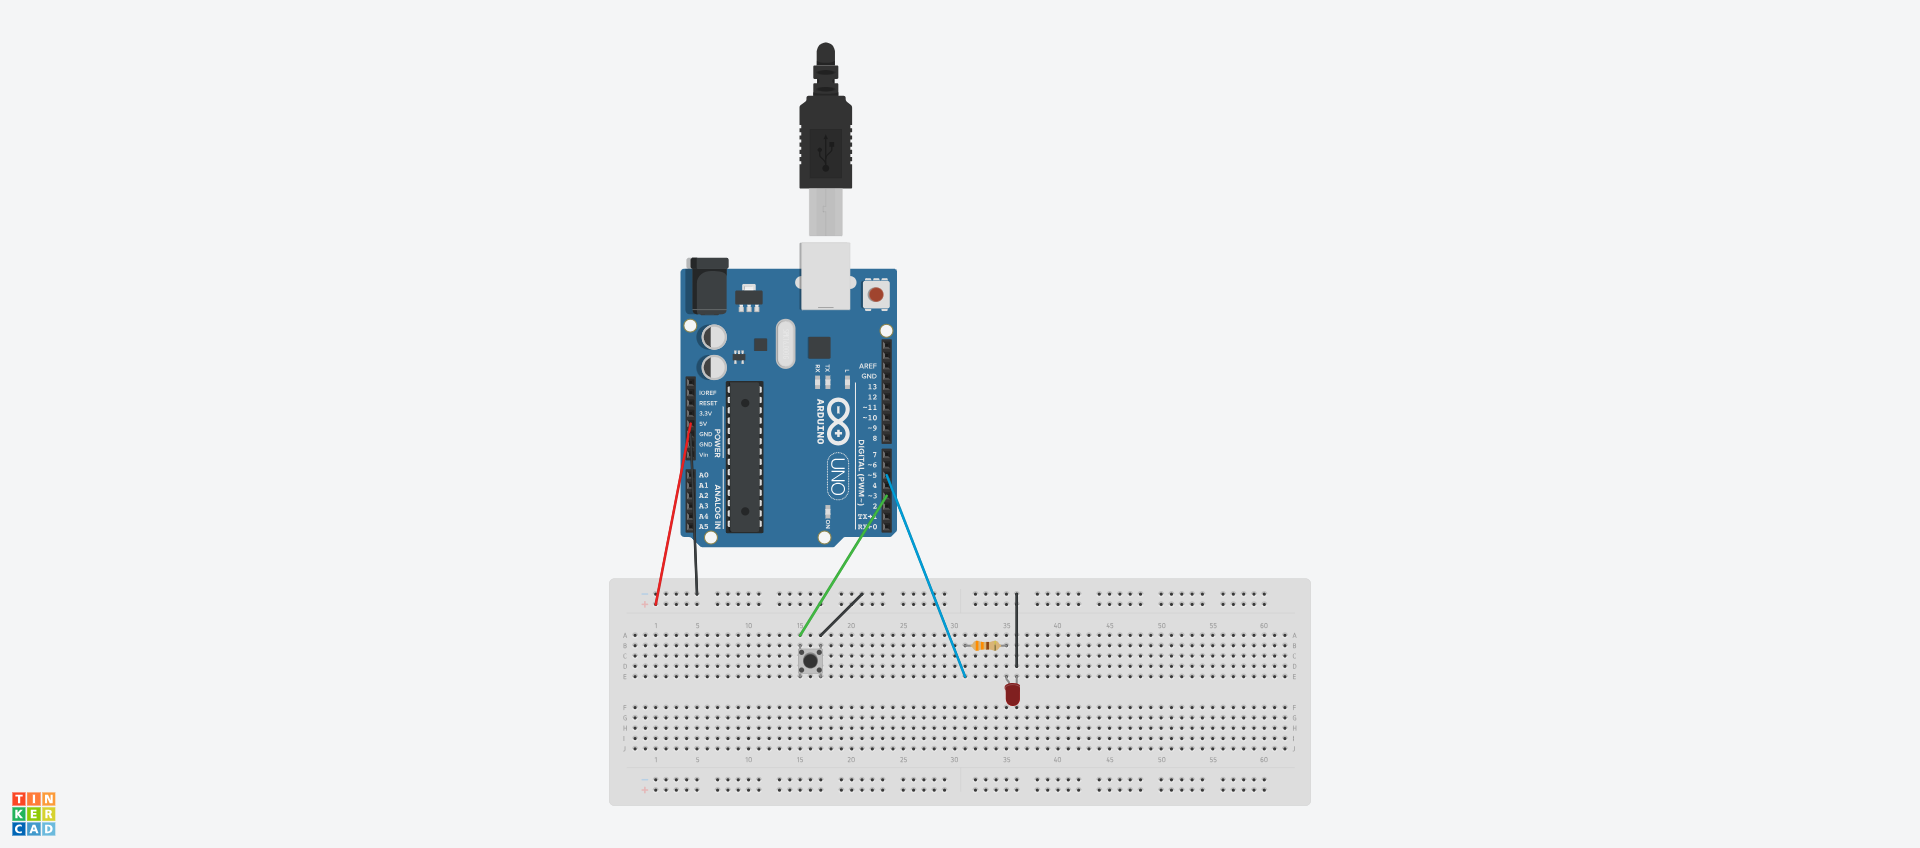 AREF
GND
13
12
~11
~10
~9
8
7
~6
~5
4
~3
2
TX→1
RX←0
DIGITAL (PWM~)
IOREF
RESET
3.3V
5V
GND
GND
Vin
POWER
A0
A1
A2
A3
A4
A5
ANALOG IN
RX
TX
L
ARDUINO
UNO
ON
1 5 10 15 20 25 30 35 40 45 50 55 60
A A
B B
C C
D D
E E
F F
G G
H H
I I
J J
1 5 10 15 20 25 30 35 40 45 50 55 60
TIN
KER
CAD